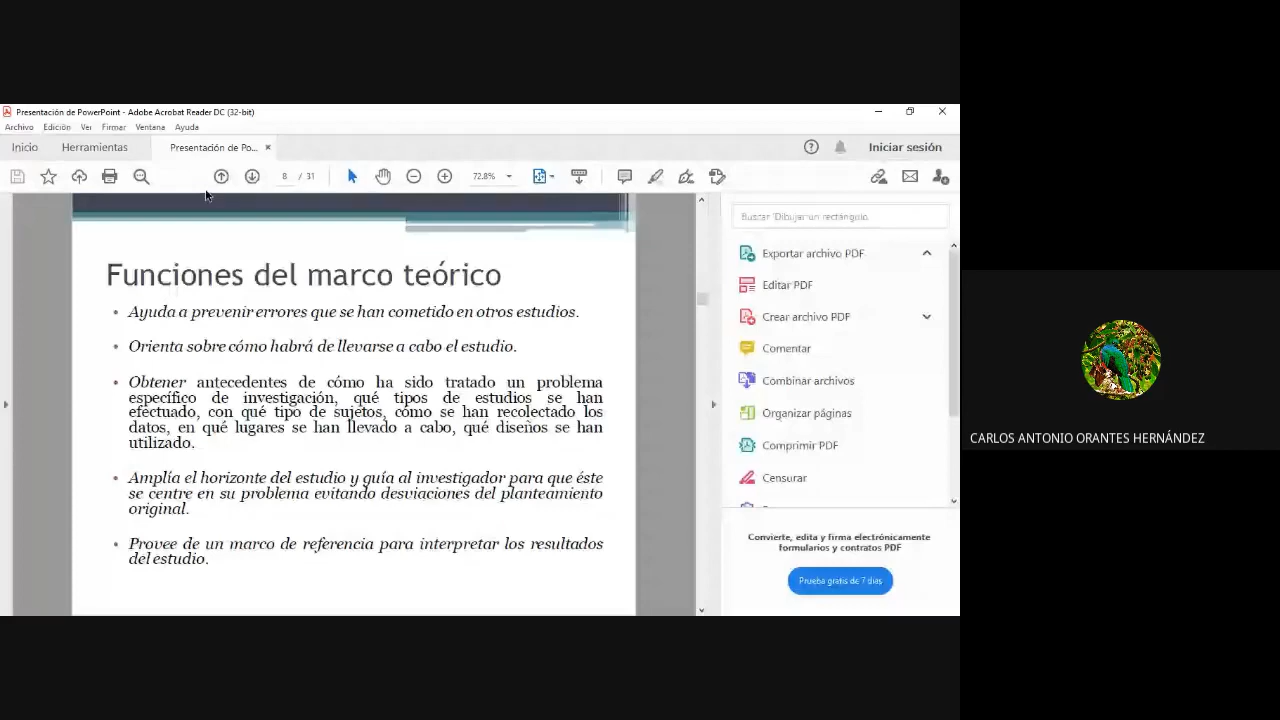 Presentación de PowerPoint - Adobe Acrobat Reader DC (32-bit)
Archivo Edición Ver Firmar Ventana Ayuda
Inicio Herramientas Presentación de Po... × Iniciar sesión
8 / 31 72.8%
Buscar 'Dibujar un rectángulo'
Funciones del marco teórico
• Ayuda a prevenir errores que se han cometido en otros estudios.
• Orienta sobre cómo habrá de llevarse a cabo el estudio.
• Obtener antecedentes de cómo ha sido tratado un problema
específico de investigación, qué tipos de estudios se han
efectuado, con qué tipo de sujetos, cómo se han recolectado los
datos, en qué lugares se han llevado a cabo, qué diseños se han
utilizado.
• Amplía el horizonte del estudio y guía al investigador para que éste
se centre en su problema evitando desviaciones del planteamiento
original.
• Provee de un marco de referencia para interpretar los resultados
del estudio.
Exportar archivo PDF
Editar PDF
Crear archivo PDF
Comentar
Combinar archivos
Organizar páginas
Comprimir PDF
Censurar
Convierte, edita y firma electrónicamente
formularios y contratos PDF
Prueba gratis de 7 días
CARLOS ANTONIO ORANTES HERNÁNDEZ